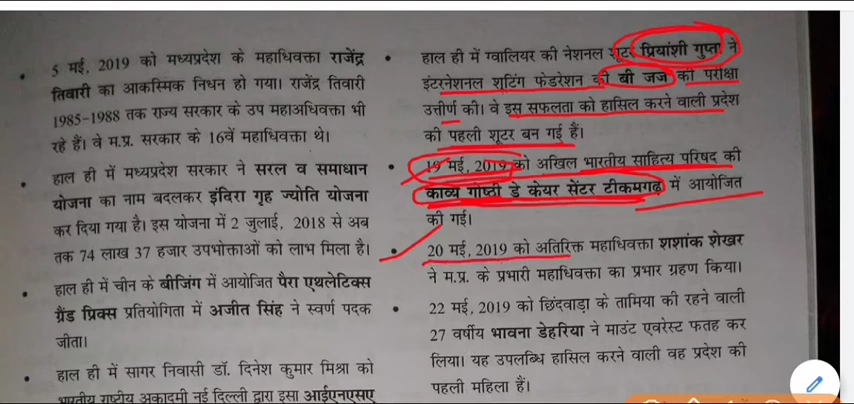 5 मई, 2019 को मध्यप्रदेश के महाधिवक्ता राजेंद्र
तिवारी का आकस्मिक निधन हो गया। राजेंद्र तिवारी
1985-1988 तक राज्य सरकार के उप महाअधिवक्ता भी
रहे हैं। वे म.प्र. सरकार के 16वें महाधिवक्ता थे।
हाल ही में मध्यप्रदेश सरकार ने सरल व समाधान
योजना का नाम बदलकर इंदिरा गृह ज्योति योजना
कर दिया गया है। इस योजना में 2 जुलाई, 2018 से अब
तक 74 लाख 37 हजार उपभोक्ताओं को लाभ मिला है।
हाल ही में चीन के बीजिंग में आयोजित पैरा एथलेटिक्स
ग्रैंड प्रिक्स प्रतियोगिता में अजीत सिंह ने स्वर्ण पदक
जीता।
हाल ही में सागर निवासी डॉ. दिनेश कुमार मिश्रा को
भारतीय राष्ट्रीय अकादमी नई दिल्ली द्वारा इसा आईएनएसए
हाल ही में ग्वालियर की नेशनल शूटर प्रियांशी गुप्ता ने
इंटरनेशनल शूटिंग फेडरेशन की बी जज की परीक्षा
उत्तीर्ण की। वे इस सफलता को हासिल करने वाली प्रदेश
की पहली शूटर बन गई हैं।
19 मई, 2019 को अखिल भारतीय साहित्य परिषद की
काव्य गोष्ठी डे केयर सेंटर टीकमगढ़ में आयोजित
की गई।
20 मई, 2019 को अतिरिक्त महाधिवक्ता शशांक शेखर
ने म.प्र. के प्रभारी महाधिवक्ता का प्रभार ग्रहण किया।
22 मई, 2019 को छिंदवाड़ा के तामिया की रहने वाली
27 वर्षीय भावना डेहरिया ने माउंट एवरेस्ट फतह कर
लिया। यह उपलब्धि हासिल करने वाली वह प्रदेश की
पहली महिला हैं।